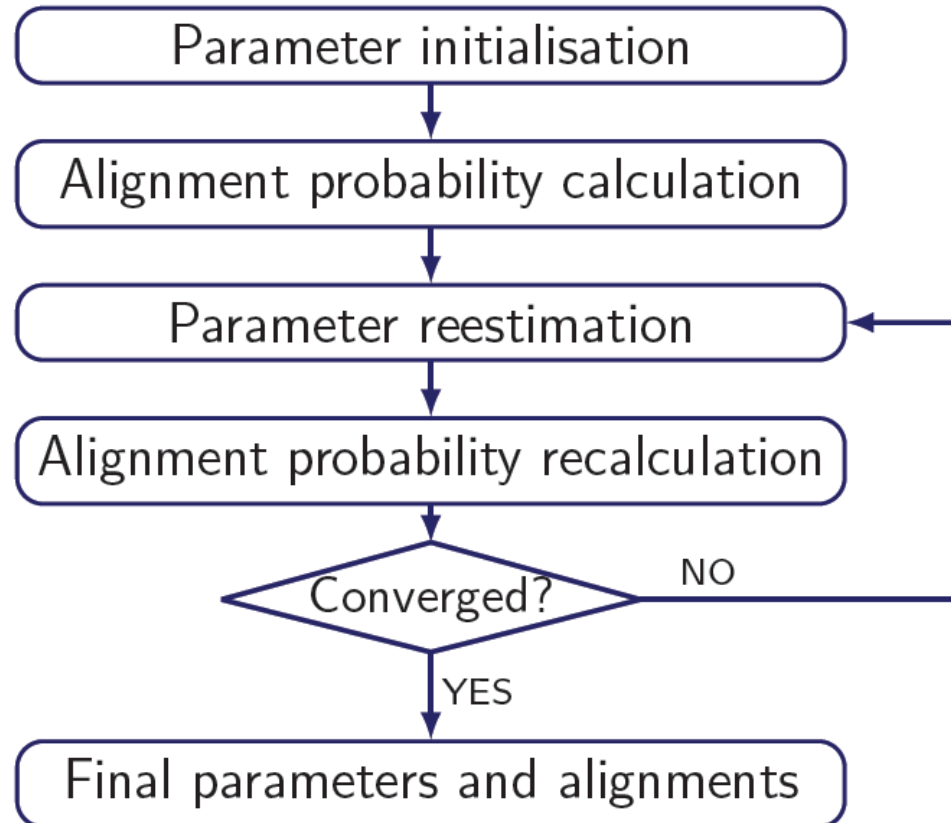 Parameter initialisation
Alignment probability calculation
Parameter reestimation
Alignment probability recalculation
Converged?
NO
YES
Final parameters and alignments